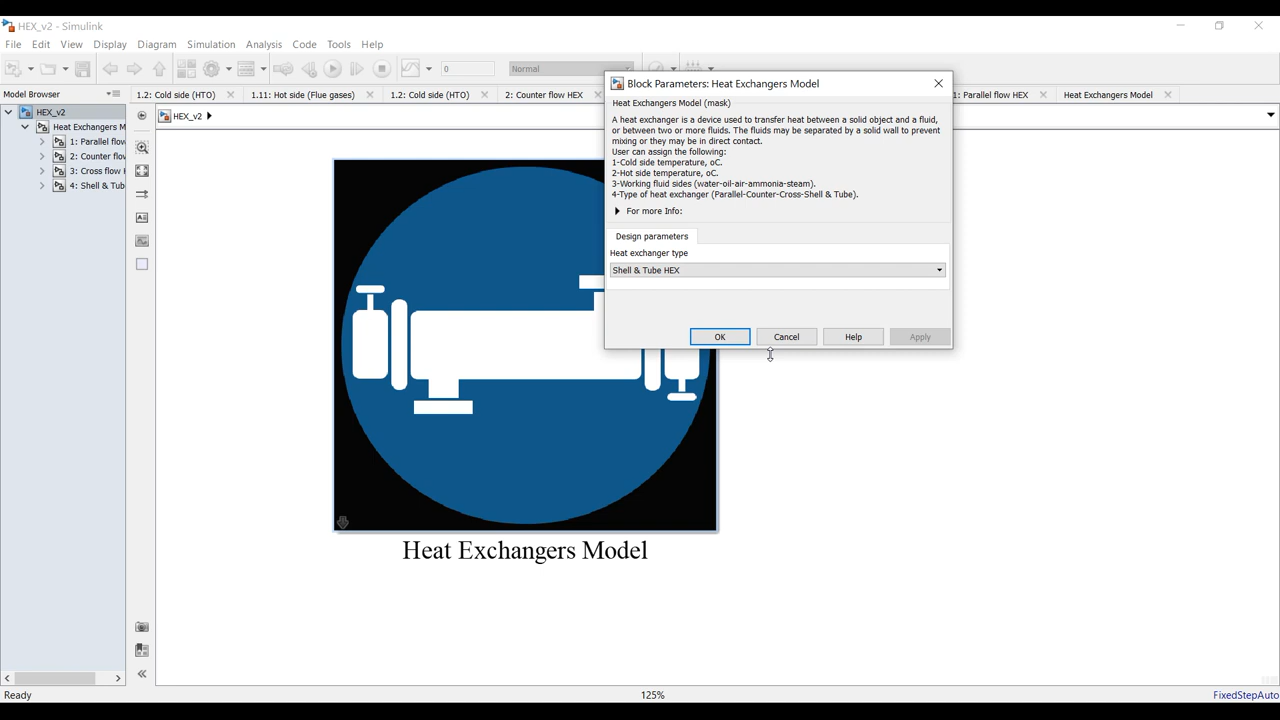 HEX_v2 - Simulink
File Edit View Display Diagram Simulation Analysis Code Tools Help
0 Normal
Model Browser
1.2: Cold side (HTO) 1.11: Hot side (Flue gases) 1.2: Cold side (HTO) 2: Counter flow HEX 1: Parallel flow HEX Heat Exchangers Model
HEX_v2
Heat Exchangers M
1: Parallel flov
2: Counter flov
3: Cross flow H
4: Shell & Tub
HEX_v2
Block Parameters: Heat Exchangers Model
Heat Exchangers Model (mask)
A heat exchanger is a device used to transfer heat between a solid object and a fluid,
or between two or more fluids. The fluids may be separated by a solid wall to prevent
mixing or they may be in direct contact.
User can assign the following:
1-Cold side temperature, oC.
2-Hot side temperature, oC.
3-Working fluid sides (water-oil-air-ammonia-steam).
4-Type of heat exchanger (Parallel-Counter-Cross-Shell & Tube).
For more Info:
Design parameters
Heat exchanger type
Shell & Tube HEX
OK Cancel Help Apply
Heat Exchangers Model
Ready 125% FixedStepAuto